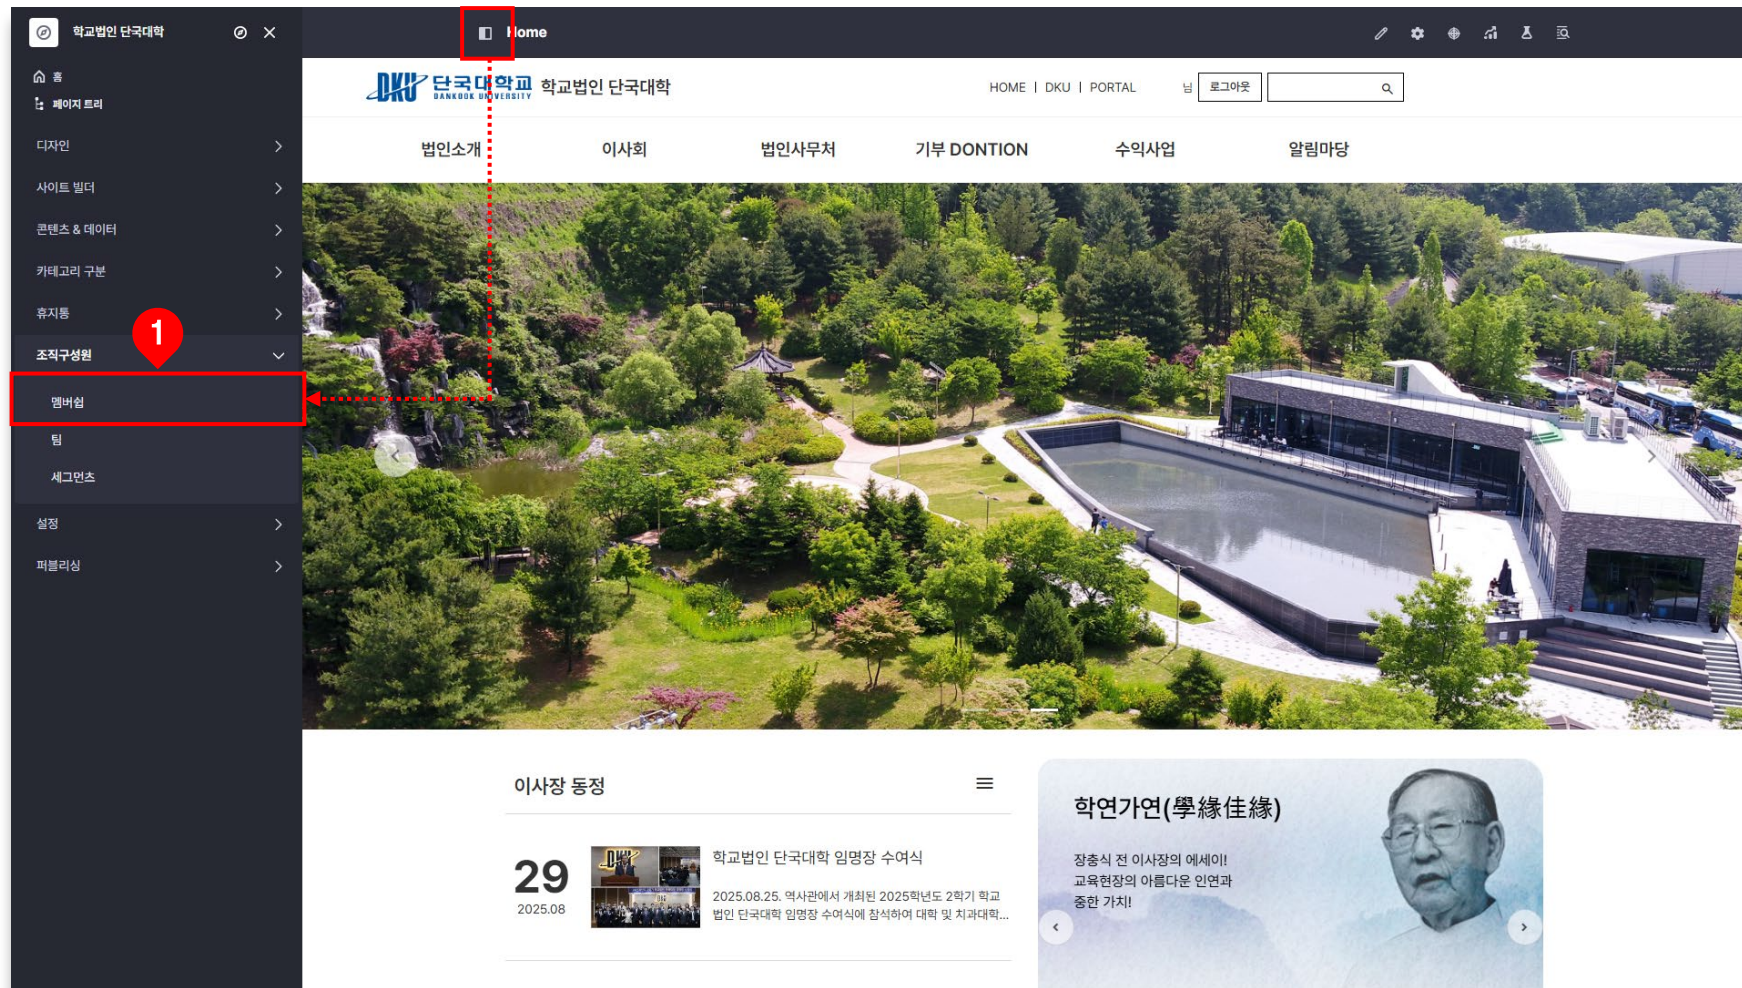 학교법인 단국대학
홈
페이지 트리
디자인
사이트 빌더
콘텐츠 & 데이터
카테고리 구분
휴지통
1
조직구성원
멤버쉽
팀
세그먼츠
설정
퍼블리싱
Home
DKU 단국대학교 학교법인 단국대학
DANKOOK UNIVERSITY
HOME | DKU | PORTAL 님 로그아웃
법인소개 이사회 법인사무처 기부 DONTION 수익사업 알림마당
이사장 동정
29
2025.08
학교법인 단국대학 임명장 수여식
2025.08.25. 역사관에서 개최된 2025학년도 2학기 학교
법인 단국대학 임명장 수여식에 참석하여 대학 및 치과대학...
학연가연(學緣佳緣)
장충식 전 이사장의 에세이!
교육현장의 아름다운 인연과
중한 가치!